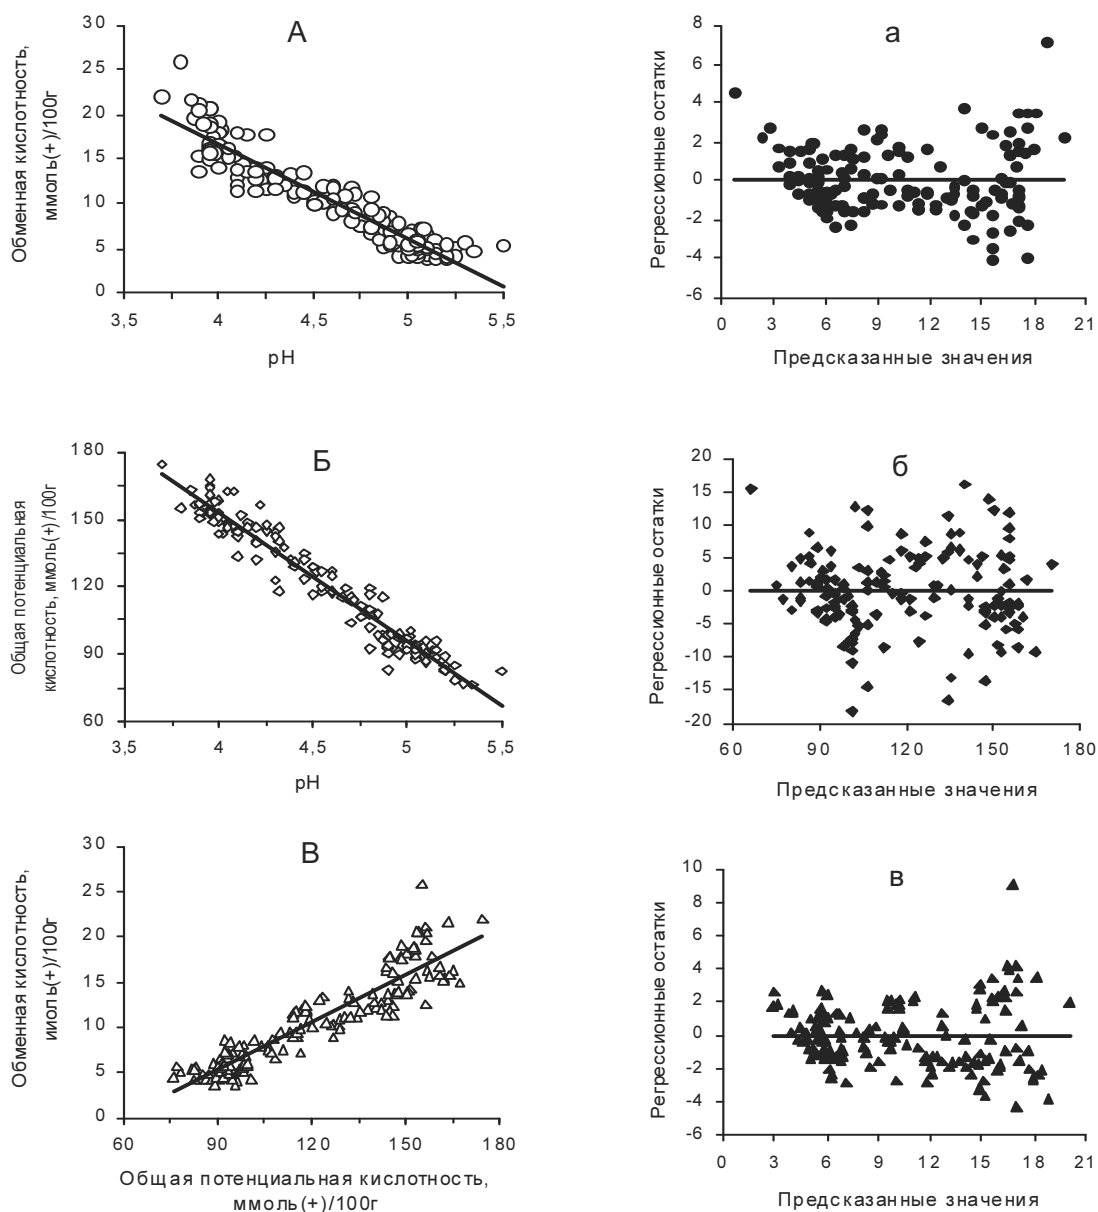 А
Обменная кислотность,
ммоль(+)/100г
30
25
20
15
10
5
0
3,5 4 4,5 5 5,5
pH
а
Регрессионные остатки
8
6
4
2
0
-2
-4
-6
0 3 6 9 12 15 18 21
Предсказанные значения
Б
Общая потенциальная
кислотность, ммоль(+)/100г
180
150
120
90
60
3,5 4 4,5 5 5,5
pH
б
Регрессионные остатки
20
15
10
5
0
-5
-10
-15
-20
60 90 120 150 180
Предсказанные значения
В
Обменная кислотность,
ииоль(+)/100г
30
25
20
15
10
5
0
60 90 120 150 180
Общая потенциальная кислотность,
ммоль(+)/100г
в
Регрессионные остатки
10
8
6
4
2
0
-2
-4
-6
0 3 6 9 12 15 18 21
Предсказанные значения